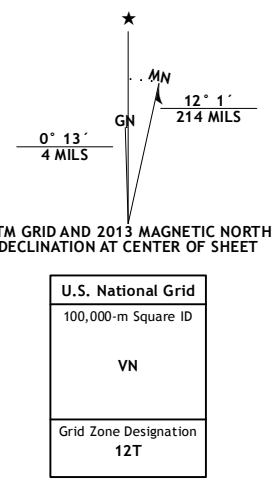 MN
GN
12° 1´
214 MILS
0° 13´
4 MILS
TM GRID AND 2013 MAGNETIC NORTH
DECLINATION AT CENTER OF SHEET
U.S. National Grid
100,000-m Square ID
VN
Grid Zone Designation
12T